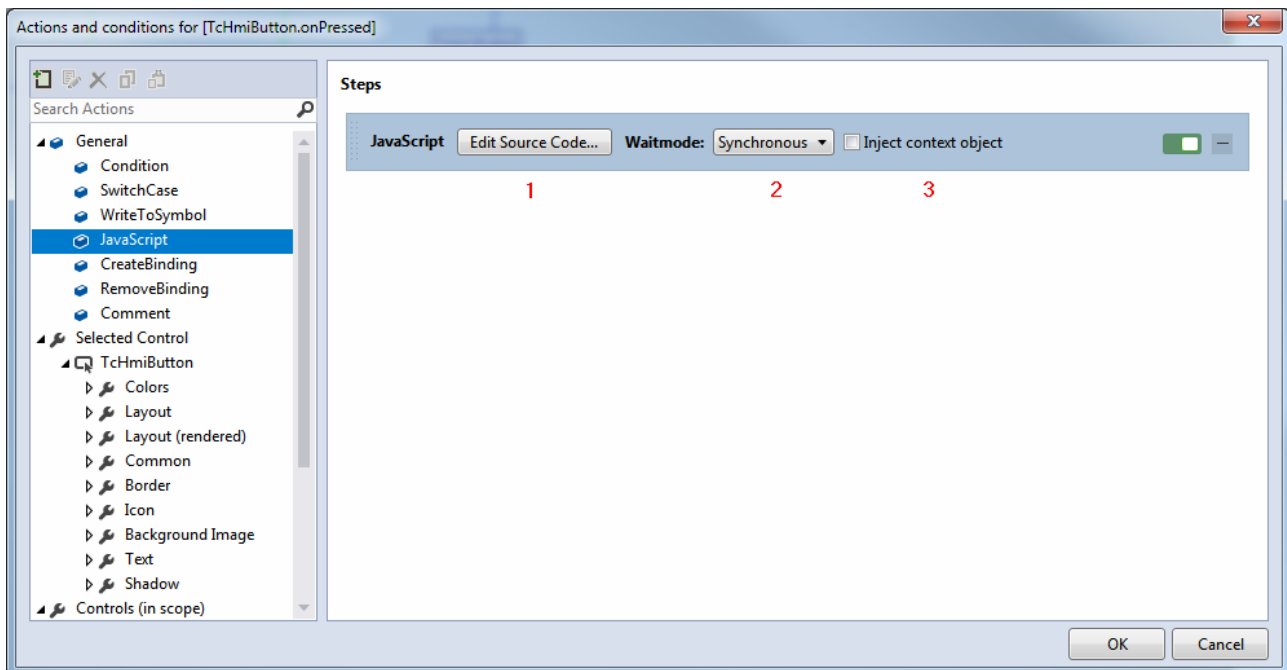 Actions and conditions for [TcHmiButton.onPressed]
Search Actions
General
Condition
SwitchCase
WriteToSymbol
JavaScript
CreateBinding
RemoveBinding
Comment
Selected Control
TcHmiButton
Colors
Layout
Layout (rendered)
Common
Border
Icon
Background Image
Text
Shadow
Controls (in scope)
Steps
JavaScript Edit Source Code... Waitmode: Synchronous Inject context object
1 2 3
OK Cancel